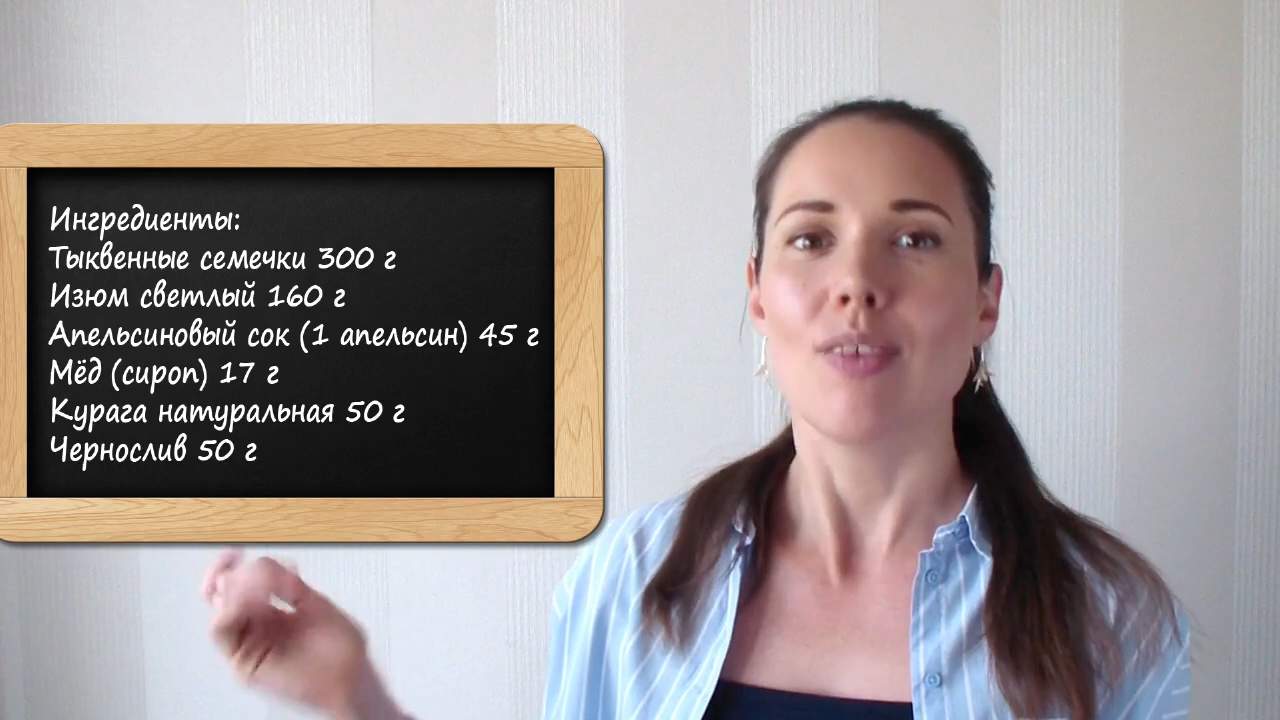 Ингредиенты:
Тыквенные семечки 300 г
Изюм светлый 160 г
Апельсиновый сок (1 апельсин) 45 г
Мёд (сироп) 17 г
Курага натуральная 50 г
Чернослив 50 г